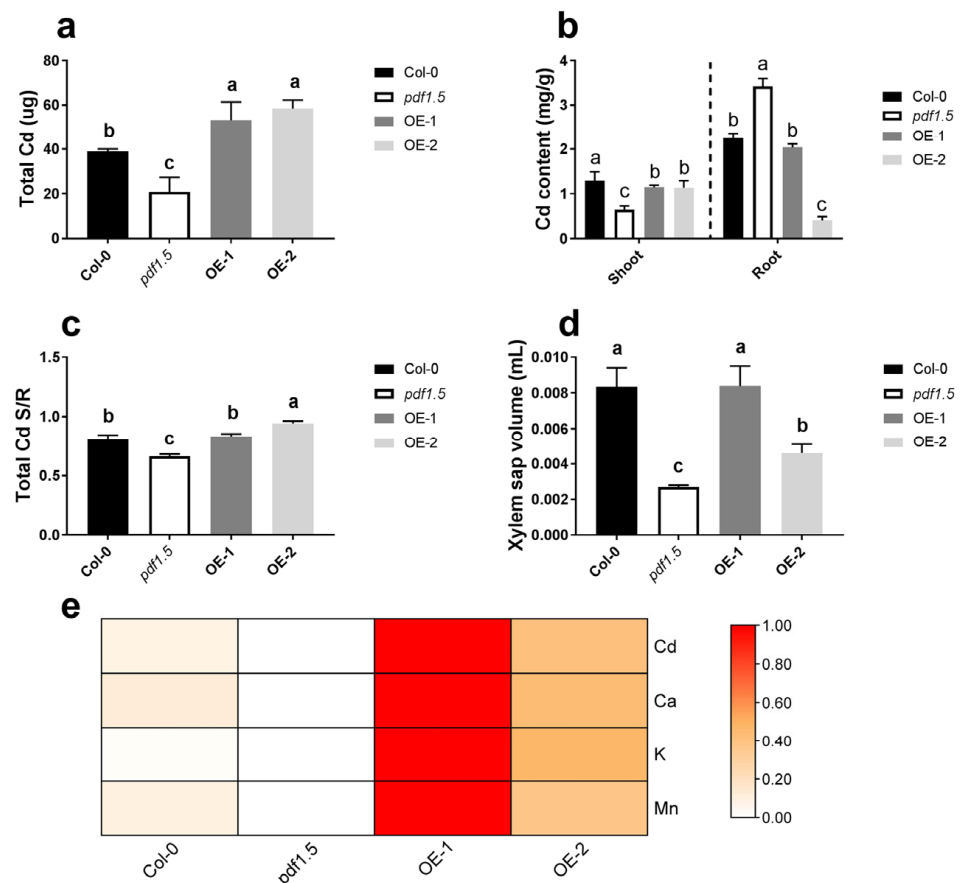 a
Total Cd (ug)
80
60
40
20
0
b
c
a
a
Col-0
pdf1.5
OE-1
OE-2
Col-0
pdf1.5
OE-1
OE-2
b
Cd content (mg/g)
4
3
2
1
0
a
c
b
b
b
a
b
c
Shoot
Root
Col-0
pdf1.5
OE 1
OE-2
c
Total Cd S/R
1.5
1.0
0.5
0.0
b
c
b
a
Col-0
pdf1.5
OE-1
OE-2
Col-0
pdf1.5
OE-1
OE-2
d
Xylem sap volume (mL)
0.010
0.008
0.006
0.004
0.002
0.000
a
c
a
b
Col-0
pdf1.5
OE-1
OE-2
Col-0
pdf1.5
OE-1
OE-2
e
Cd
Ca
K
Mn
Col-0
pdf1.5
OE-1
OE-2
1.00
0.80
0.60
0.40
0.20
0.00